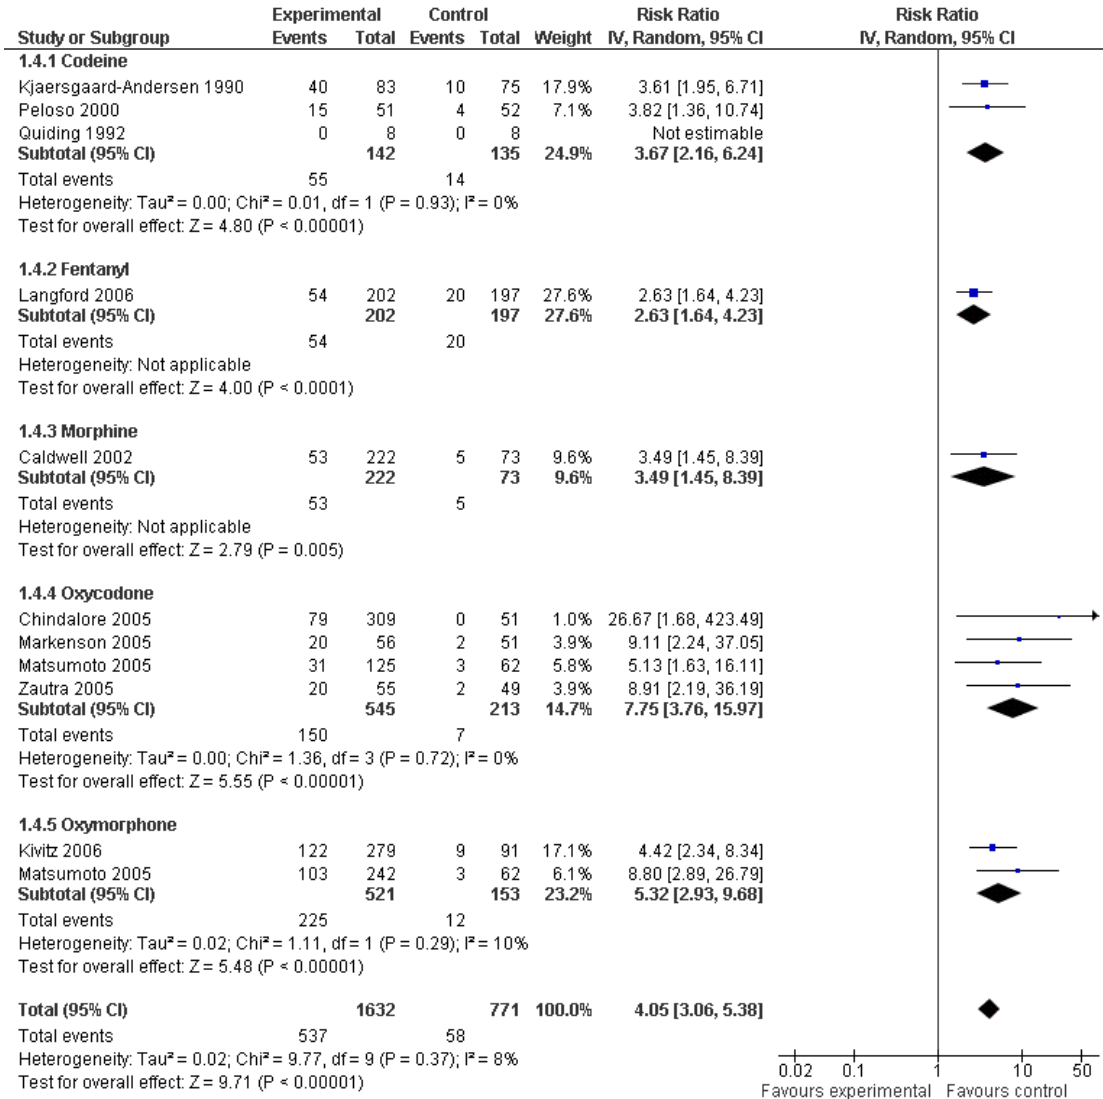 Experimental Control Risk Ratio Risk Ratio
Study or Subgroup Events Total Events Total Weight IV, Random, 95% CI IV, Random, 95% CI
1.4.1 Codeine
Kjaersgaard-Andersen 1990 40 83 10 75 17.9% 3.61 [1.95, 6.71]
Peloso 2000 15 51 4 52 7.1% 3.82 [1.36, 10.74]
Quiding 1992 0 8 0 8 Not estimable
Subtotal (95% CI) 142 135 24.9% 3.67 [2.16, 6.24]
Total events 55 14
Heterogeneity: Tau² = 0.00; Chi² = 0.01, df = 1 (P = 0.93); I² = 0%
Test for overall effect: Z = 4.80 (P < 0.00001)
1.4.2 Fentanyl
Langford 2006 54 202 20 197 27.6% 2.63 [1.64, 4.23]
Subtotal (95% CI) 202 197 27.6% 2.63 [1.64, 4.23]
Total events 54 20
Heterogeneity: Not applicable
Test for overall effect: Z = 4.00 (P < 0.0001)
1.4.3 Morphine
Caldwell 2002 53 222 5 73 9.6% 3.49 [1.45, 8.39]
Subtotal (95% CI) 222 73 9.6% 3.49 [1.45, 8.39]
Total events 53 5
Heterogeneity: Not applicable
Test for overall effect: Z = 2.79 (P = 0.005)
1.4.4 Oxycodone
Chindalore 2005 79 309 0 51 1.0% 26.67 [1.68, 423.49]
Markenson 2005 20 56 2 51 3.9% 9.11 [2.24, 37.05]
Matsumoto 2005 31 125 3 62 5.8% 5.13 [1.63, 16.11]
Zautra 2005 20 55 2 49 3.9% 8.91 [2.19, 36.19]
Subtotal (95% CI) 545 213 14.7% 7.75 [3.76, 15.97]
Total events 150 7
Heterogeneity: Tau² = 0.00; Chi² = 1.36, df = 3 (P = 0.72); I² = 0%
Test for overall effect: Z = 5.55 (P < 0.00001)
1.4.5 Oxymorphone
Kivitz 2006 122 279 9 91 17.1% 4.42 [2.34, 8.34]
Matsumoto 2005 103 242 3 62 6.1% 8.80 [2.89, 26.79]
Subtotal (95% CI) 521 153 23.2% 5.32 [2.93, 9.68]
Total events 225 12
Heterogeneity: Tau² = 0.02; Chi² = 1.11, df = 1 (P = 0.29); I² = 10%
Test for overall effect: Z = 5.48 (P < 0.00001)
Total (95% CI) 1632 771 100.0% 4.05 [3.06, 5.38]
Total events 537 58
Heterogeneity: Tau² = 0.02; Chi² = 9.77, df = 9 (P = 0.37); I² = 8%
Test for overall effect: Z = 9.71 (P < 0.00001)
0.02 0.1 1 10 50
Favours experimental Favours control